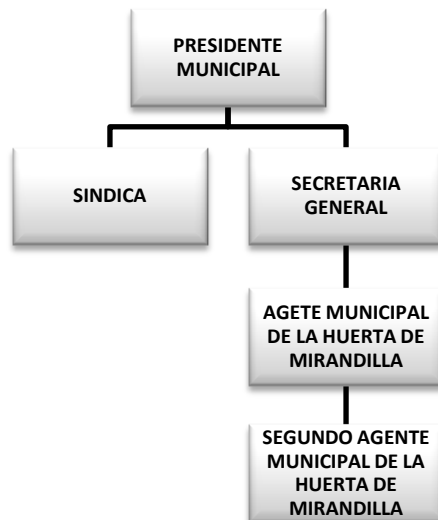 PRESIDENTE
MUNICIPAL
SINDICA
SECRETARIA
GENERAL
AGETE MUNICIPAL
DE LA HUERTA DE
MIRANDILLA
SEGUNDO AGENTE
MUNICIPAL DE LA
HUERTA DE
MIRANDILLA